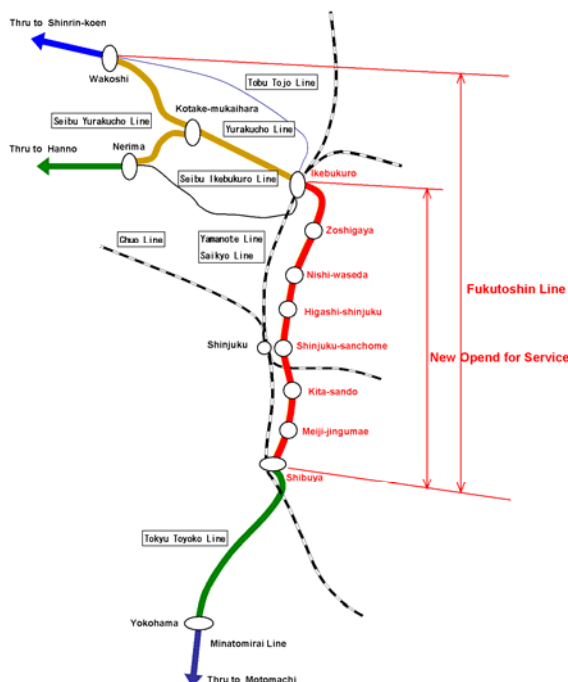 Thru to Shinrin-koen
Wakoshi
Tobu Tojo Line
Kotake-mukaihara
Seibu Yurakucho Line
Yurakucho Line
Thru to Hanno
Nerima
Seibu Ikebukuro Line
Ikebukuro
Zoshigaya
Chuo Line
Yamanote Line
Saikyo Line
Nishi-waseda
Fukutoshin Line
Higashi-shinjuku
Shinjuku
Shinjuku-sanchome
New Opend for Service
Kita-sando
Meiji-jingumae
Shibuya
Tokyu Toyoko Line
Yokohama
Minatomirai Line
Thru to Motomachi